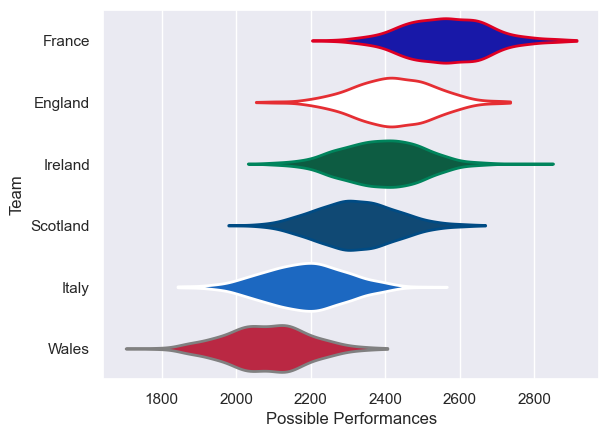 France
England
Ireland
Scotland
Italy
Wales
Team
1800 2000 2200 2400 2600 2800
Possible Performances